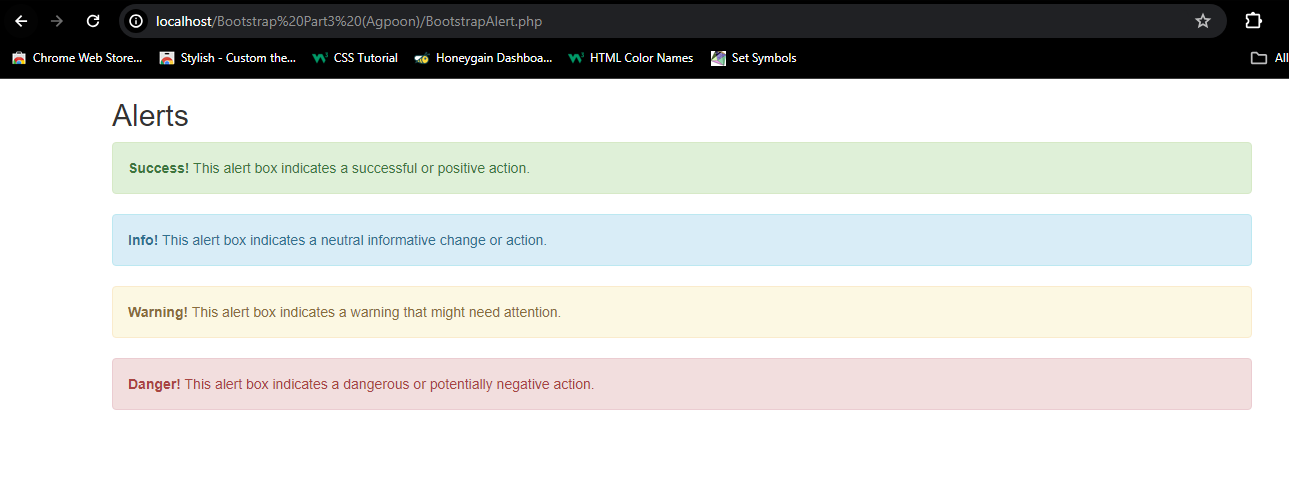 localhost/Bootstrap%20Part3%20(Agpoon)/BootstrapAlert.php
Chrome Web Store... Stylish - Custom the... CSS Tutorial Honeygain Dashboa... HTML Color Names Set Symbols All
Alerts
Success! This alert box indicates a successful or positive action.
Info! This alert box indicates a neutral informative change or action.
Warning! This alert box indicates a warning that might need attention.
Danger! This alert box indicates a dangerous or potentially negative action.